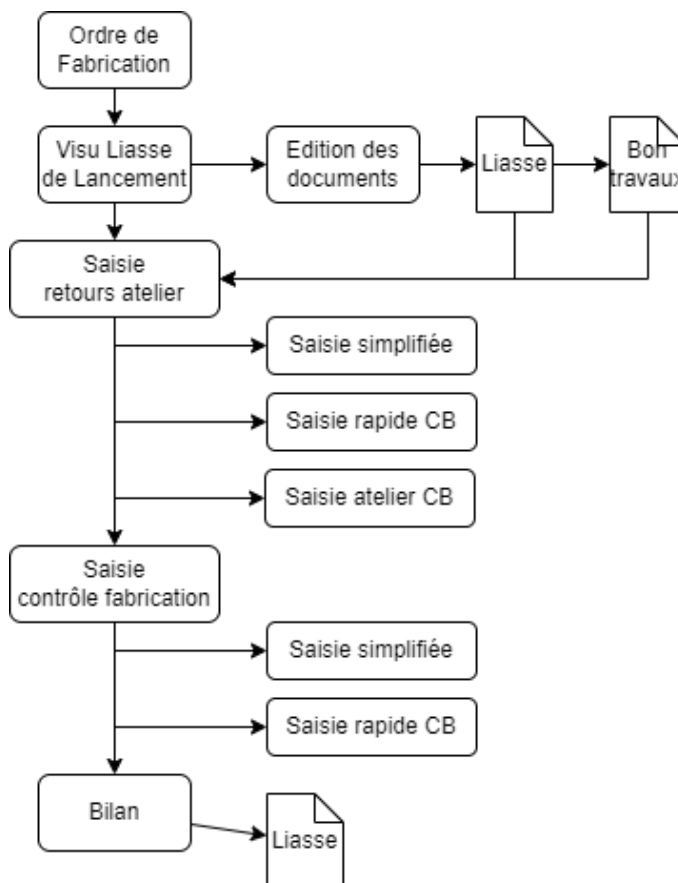 Ordre de
Fabrication
Visu Liasse
de Lancement
Edition des
documents
Liasse
Bon
travaux
Saisie
retours atelier
Saisie simplifiée
Saisie rapide CB
Saisie atelier CB
Saisie
contrôle fabrication
Saisie simplifiée
Saisie rapide CB
Bilan
Liasse